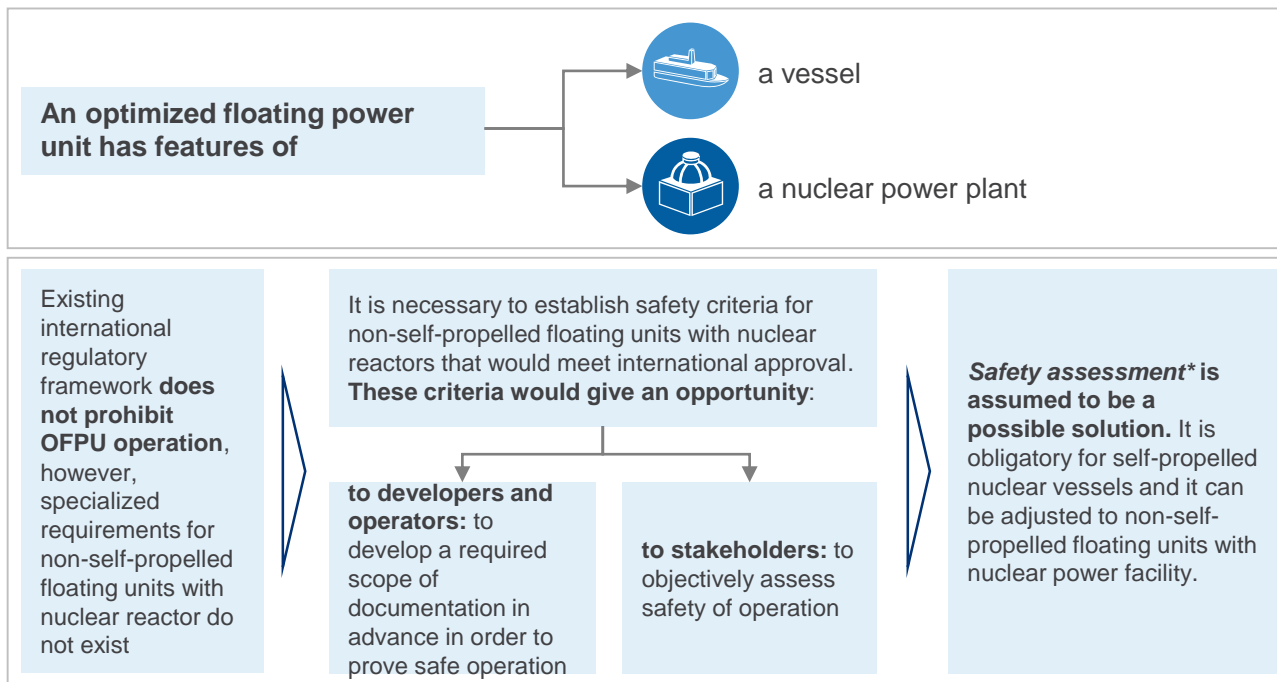 An optimized floating power
unit has features of
a vessel
a nuclear power plant
Existing
international
regulatory
framework does
not prohibit
OFPU operation,
however,
specialized
requirements for
non-self-propelled
floating units with
nuclear reactor do
not exist
It is necessary to establish safety criteria for
non-self-propelled floating units with nuclear
reactors that would meet international approval.
These criteria would give an opportunity:
to developers and
operators: to
develop a required
scope of
documentation in
advance in order to
prove safe operation
to stakeholders: to
objectively assess
safety of operation
Safety assessment* is
assumed to be a
possible solution. It is
obligatory for self-propelled
nuclear vessels and it can
be adjusted to non-self-
propelled floating units with
nuclear power facility.